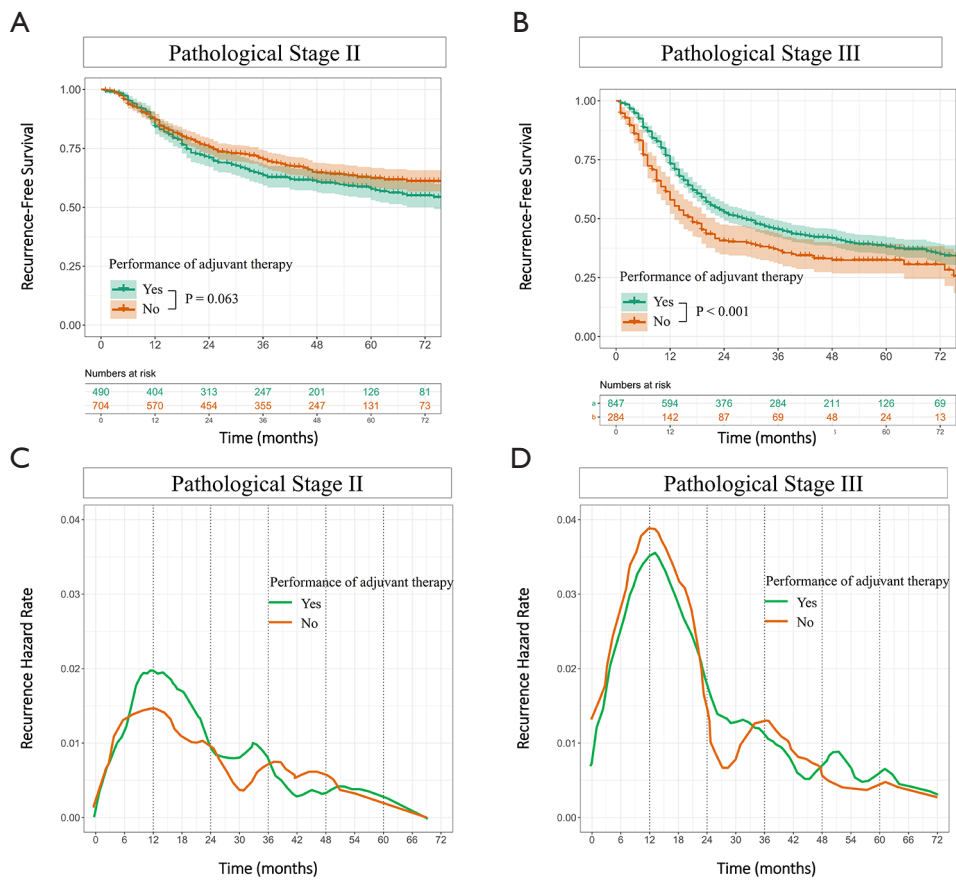 A
Pathological Stage II
Recurrence-Free Survival
1.00
0.75
0.50
0.25
0.00
Performance of adjuvant therapy
Yes
No
P = 0.063
0 12 24 36 48 60 72
Numbers at risk
490 404 313 247 201 126 81
704 570 454 355 247 131 73
0 12 24 36 48 60 72
Time (months)
B
Pathological Stage III
Recurrence-Free Survival
1.00
0.75
0.50
0.25
0.00
Performance of adjuvant therapy
Yes
No
P < 0.001
0 12 24 36 48 60 72
Numbers at risk
a 847 594 376 284 211 126 69
b 284 142 87 69 48 24 13
0 12 24 36 60 72
Time (months)
C
Pathological Stage II
Recurrence Hazard Rate
0.04
0.03
0.02
0.01
0.00
Performance of adjuvant therapy
Yes
No
0 6 12 18 24 30 36 42 48 54 60 66 72
Time (months)
D
Pathological Stage III
Recurrence Hazard Rate
0.04
0.03
0.02
0.01
0.00
Performance of adjuvant therapy
Yes
No
0 6 12 18 24 30 36 42 48 54 60 66 72
Time (months)